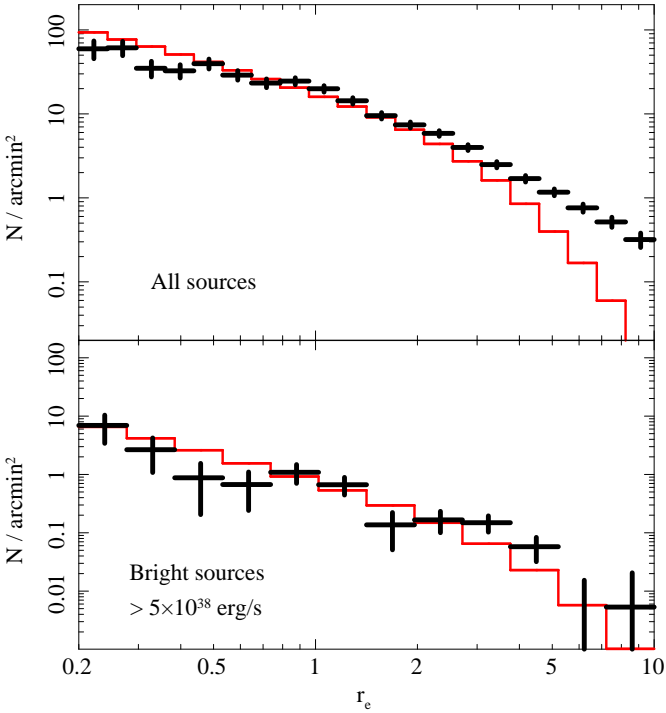 100
10
1
0.1
N / arcmin²
All sources
100
10
1
0.1
0.01
N / arcmin²
Bright sources
> 5×10³⁸ erg/s
0.2 0.5 1 2 5 10
r_e